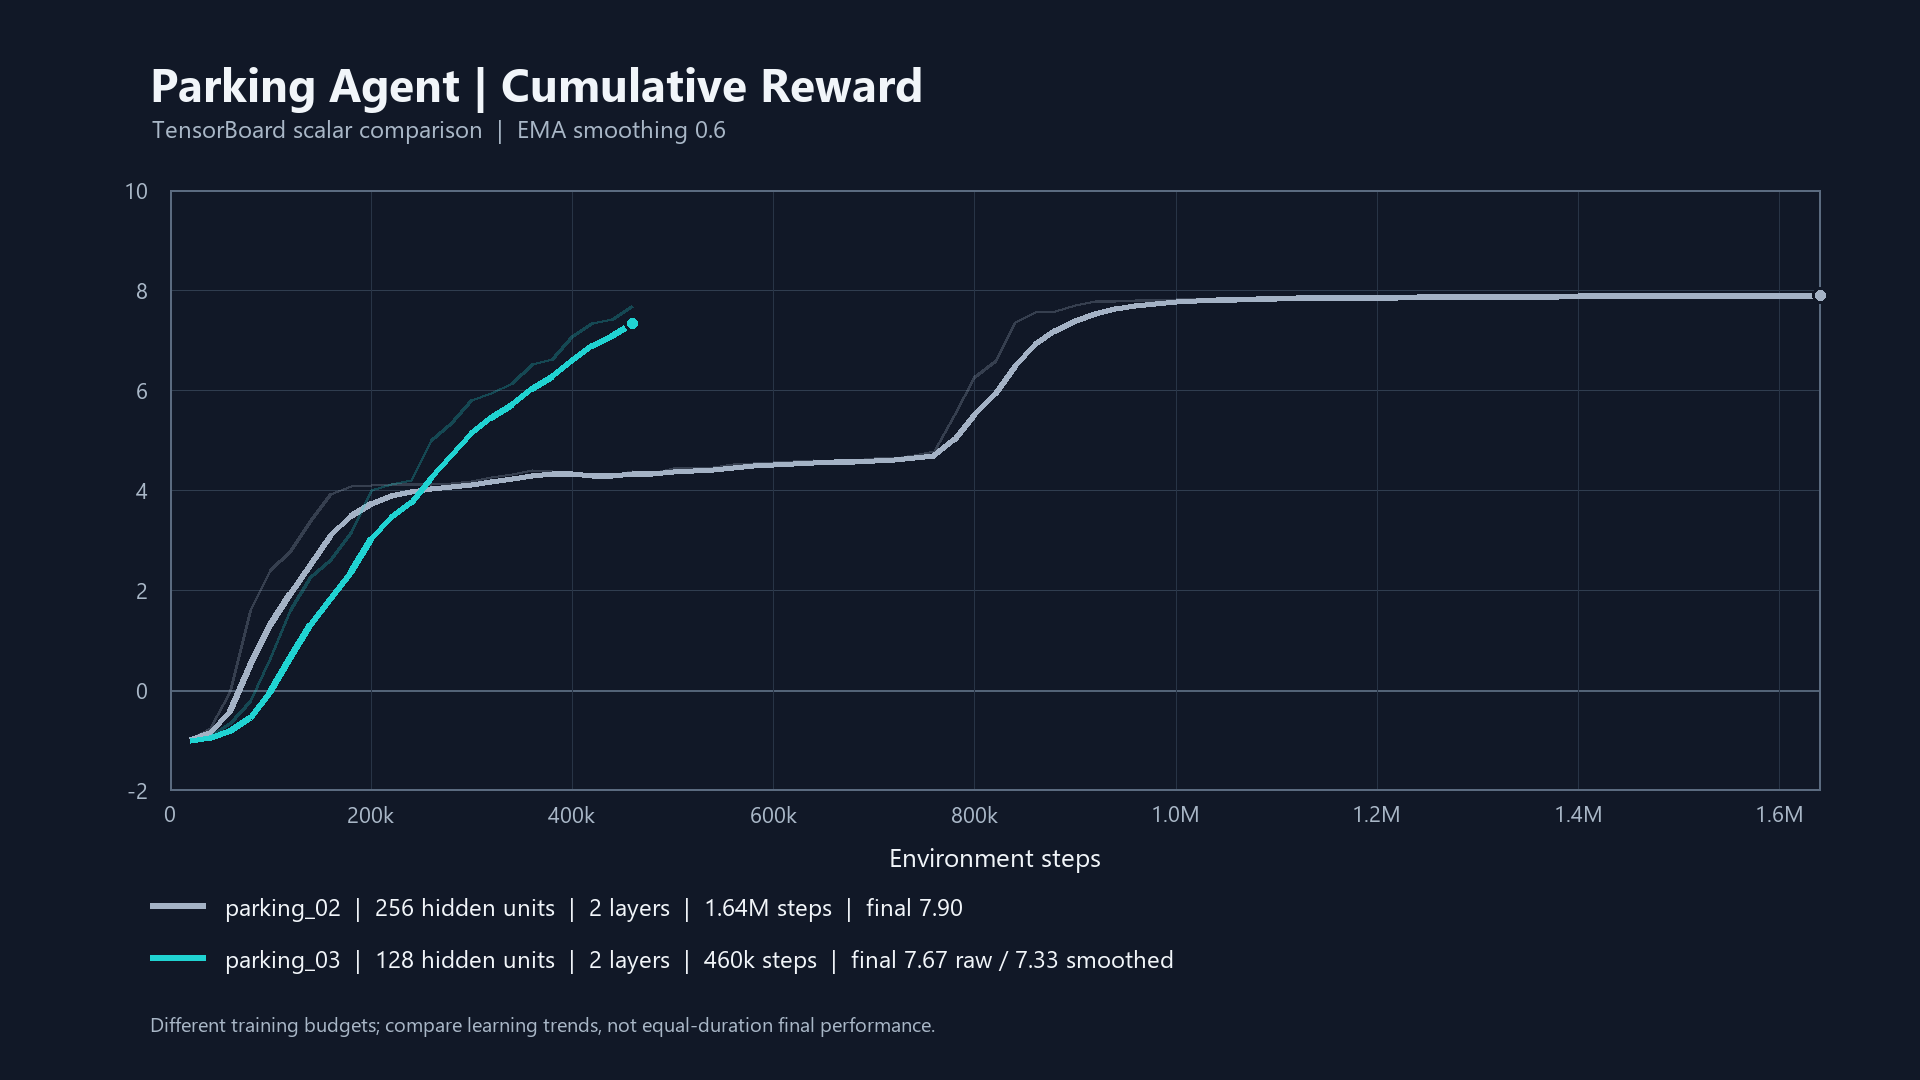 Parking Agent | Cumulative Reward
TensorBoard scalar comparison | EMA smoothing 0.6
10
8
6
4
2
0
-2
0 200k 400k 600k 800k 1.0M 1.2M 1.4M 1.6M
Environment steps
parking_02 | 256 hidden units | 2 layers | 1.64M steps | final 7.90
parking_03 | 128 hidden units | 2 layers | 460k steps | final 7.67 raw / 7.33 smoothed
Different training budgets; compare learning trends, not equal-duration final performance.